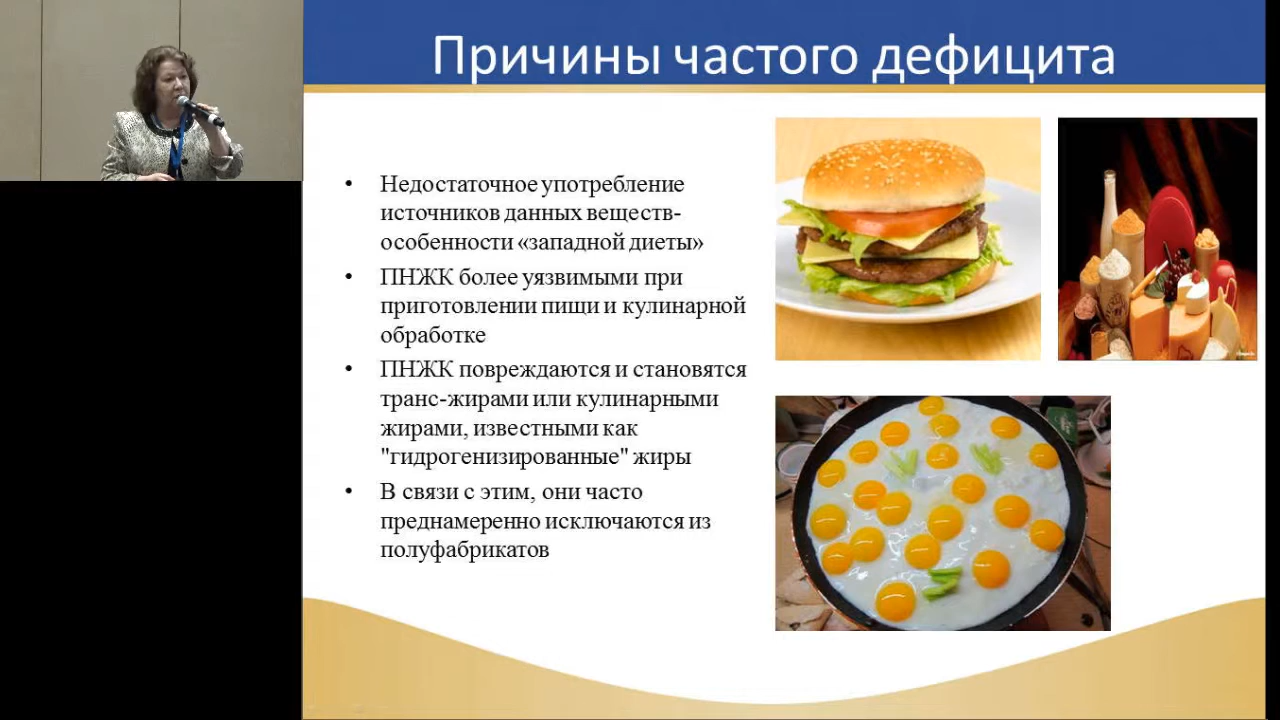 Причины частого дефицита
• Недостаточное употребление
источников данных веществ-
особенности «западной диеты»
• ПНЖК более уязвимыми при
приготовлении пищи и кулинарной
обработке
• ПНЖК повреждаются и становятся
транс-жирами или кулинарными
жирами, известными как
"гидрогенизированные" жиры
• В связи с этим, они часто
преднамеренно исключаются из
полуфабрикатов